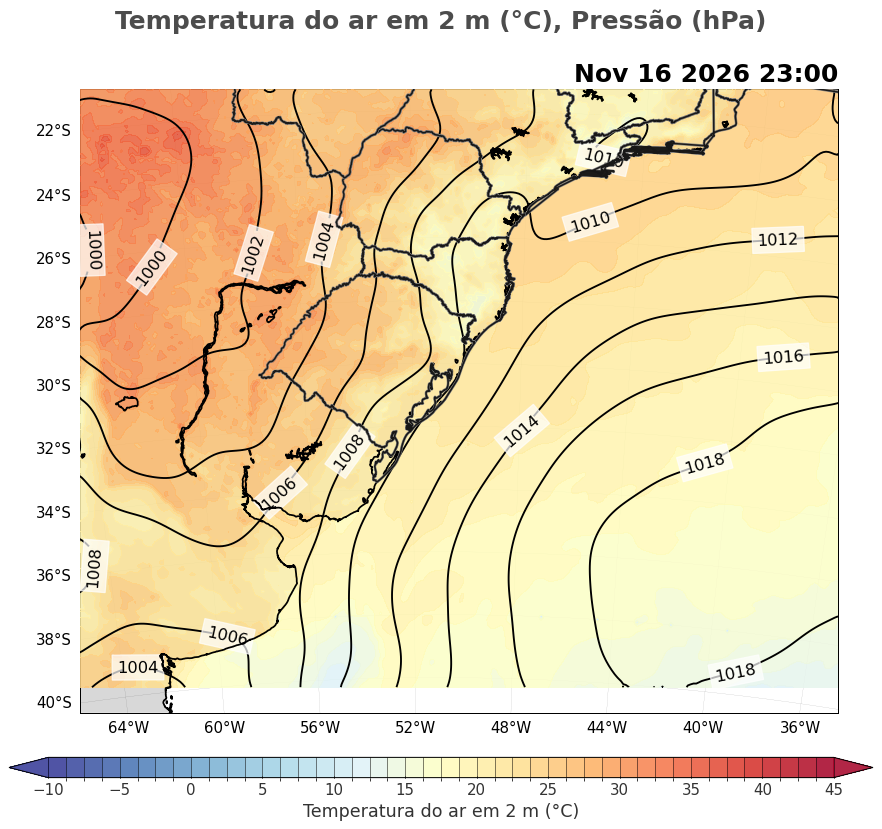 Temperatura do ar em 2 m (°C), Pressão (hPa)
Nov 16 2026 23:00
22°S
24°S
26°S
28°S
30°S
32°S
34°S
36°S
38°S
40°S
1010
1010
1012
1000
1000
1002
1004
1016
1014
1018
1008
1006
1008
1006
1004
1018
64°W 60°W 56°W 52°W 48°W 44°W 40°W 36°W
−10 −5 0 5 10 15 20 25 30 35 40 45
Temperatura do ar em 2 m (°C)